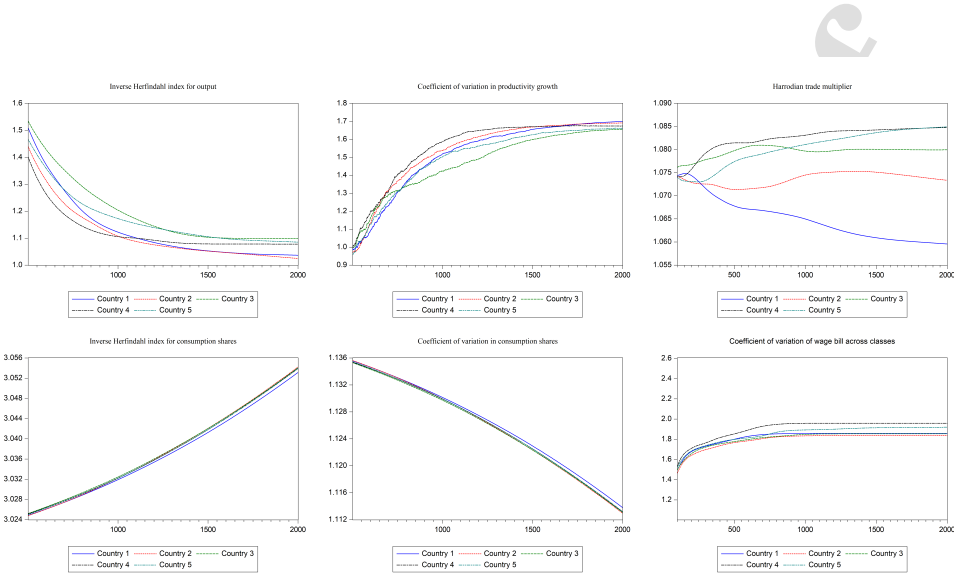 Inverse Herfindahl index for output
1.6
1.5
1.4
1.3
1.2
1.1
1.0
1000 1500 2000
Country 1 Country 2 Country 3
Country 4 Country 5
Coefficient of variation in productivity growth
1.8
1.7
1.6
1.5
1.4
1.3
1.2
1.1
1.0
0.9
1000 1500 2000
Country 1 Country 2 Country 3
Country 4 Country 5
Harrodian trade multiplier
1.090
1.085
1.080
1.075
1.070
1.065
1.060
1.055
500 1000 1500 2000
Country 1 Country 2 Country 3
Country 4 Country 5
Inverse Herfindahl index for consumption shares
3.056
3.052
3.048
3.044
3.040
3.036
3.032
3.028
3.024
1000 1500 2000
Country 1 Country 2 Country 3
Country 4 Country 5
Coefficient of variation in consumption shares
1.136
1.132
1.128
1.124
1.120
1.116
1.112
1000 1500 2000
Country 1 Country 2 Country 3
Country 4 Country 5
Coefficient of variation of wage bill across classes
2.6
2.4
2.2
2.0
1.8
1.6
1.4
1.2
500 1000 1500 2000
Country 1 Country 2 Country 3
Country 4 Country 5